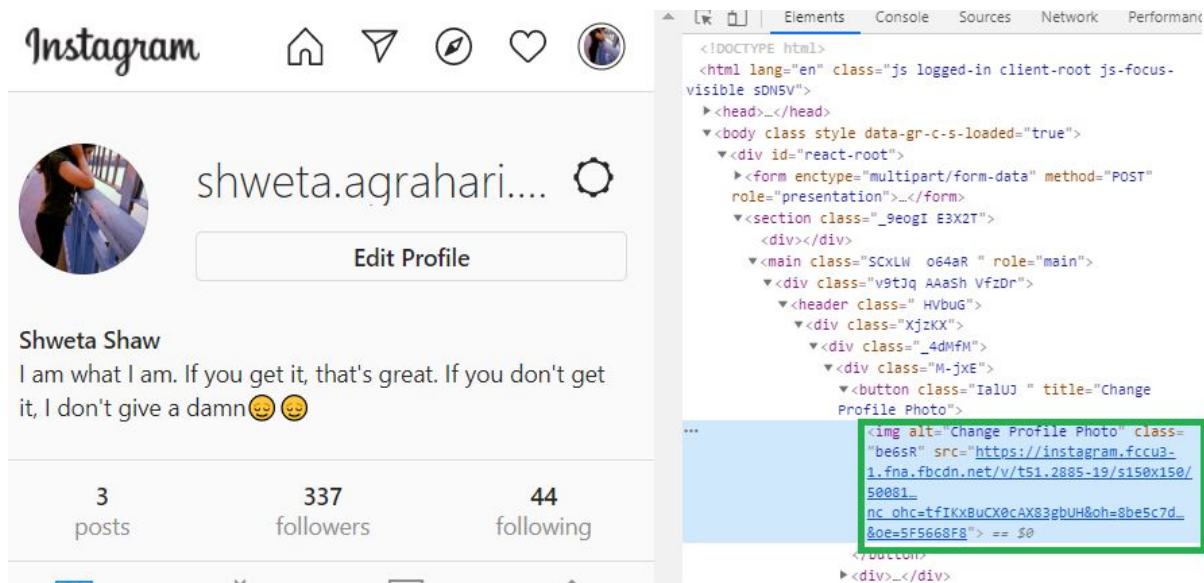 Instagram
shweta.agrahari....
Edit Profile
Shweta Shaw
I am what I am. If you get it, that's great. If you don't get
it, I don't give a damn😌😌
3
posts
337
followers
44
following
Elements Console Sources Network Performanc
<!DOCTYPE html>
<html lang="en" class="js logged-in client-root js-focus-
visible sDN5V">
▶<head>…</head>
▼<body class style data-gr-c-s-loaded="true">
▼<div id="react-root">
▶<form enctype="multipart/form-data" method="POST"
role="presentation">…</form>
▼<section class="_9eogI E3X2T">
<div></div>
▼<main class="SCxLW  o64aR " role="main">
▼<div class="v9tJq AAaSh VfzDr">
▼<header class=" HVbuG">
▼<div class="XjzKX">
▼<div class="_4dMfM">
▼<div class="M-jxE">
▼<button class="IalUJ " title="Change
Profile Photo">
<img alt="Change Profile Photo" class=
"be6sR" src="https://instagram.fccu3-
1.fna.fbcdn.net/v/t51.2885-19/s150x150/
50081…
nc_ohc=tfIKxBuCX0cAX83gbUH&oh=8be5c7d…
&oe=5F5668F8"> == $0
</button>
▶<div>…</div>